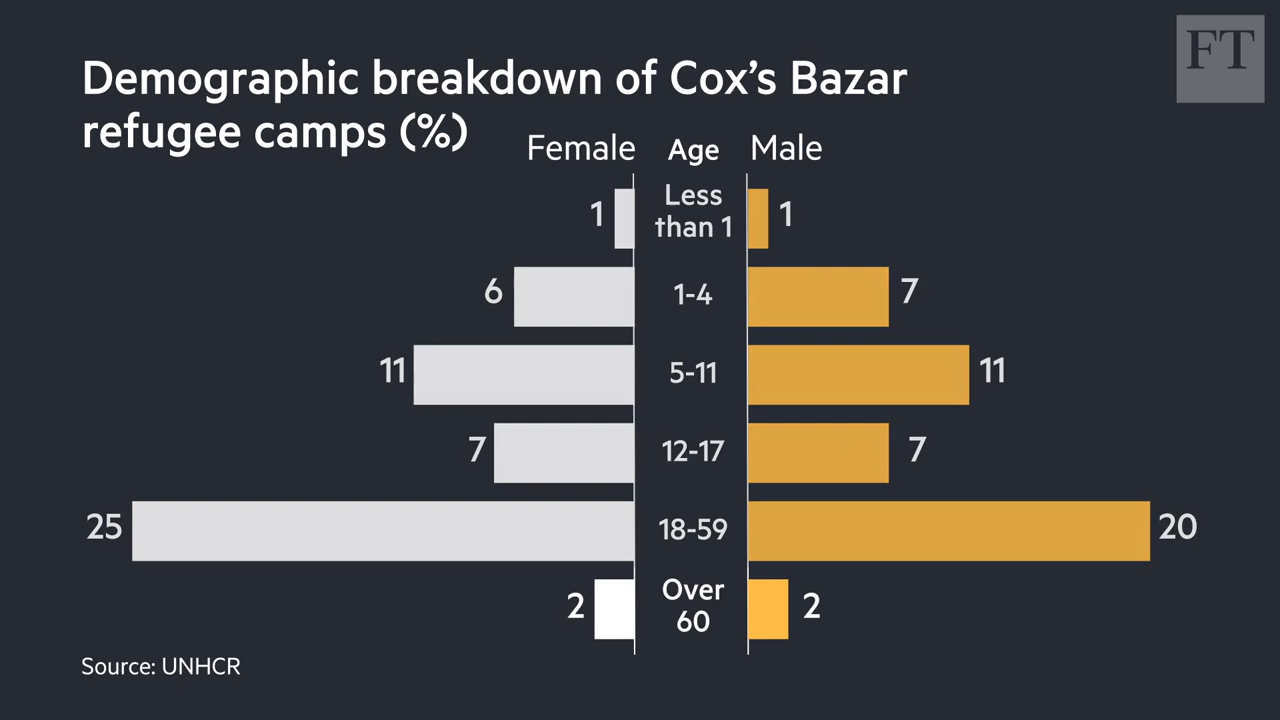 FT
Demographic breakdown of Cox's Bazar
refugee camps (%)
Female Age Male
Less
than 1
1 1
6 1-4 7
11 5-11 11
7 12-17 7
25 18-59 20
Over
60
2 2
Source: UNHCR